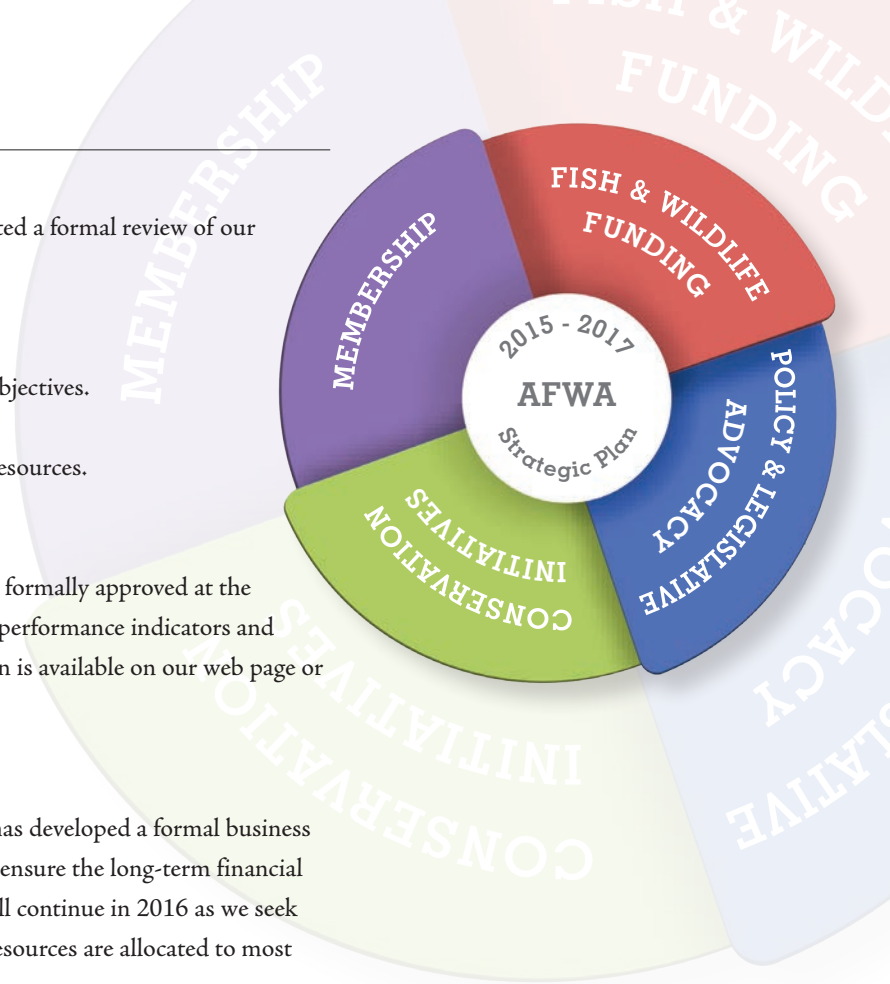 ted a formal review of our
bjectives.
esources.
formally approved at the
performance indicators and
n is available on our web page or
has developed a formal business
ensure the long-term financial
ll continue in 2016 as we seek
esources are allocated to most
MEMBERSHIP
FISH & WILDLIFE
FUNDING
POLICY & LEGISLATIVE
ADVOCACY
CONSERVATION
INITIATIVES
2015 - 2017
AFWA
Strategic Plan
MEMBERSHIP
FISH & WILD
FUNDING
OCACY
SLATIVE
CONSERVATION
INITIATIVES